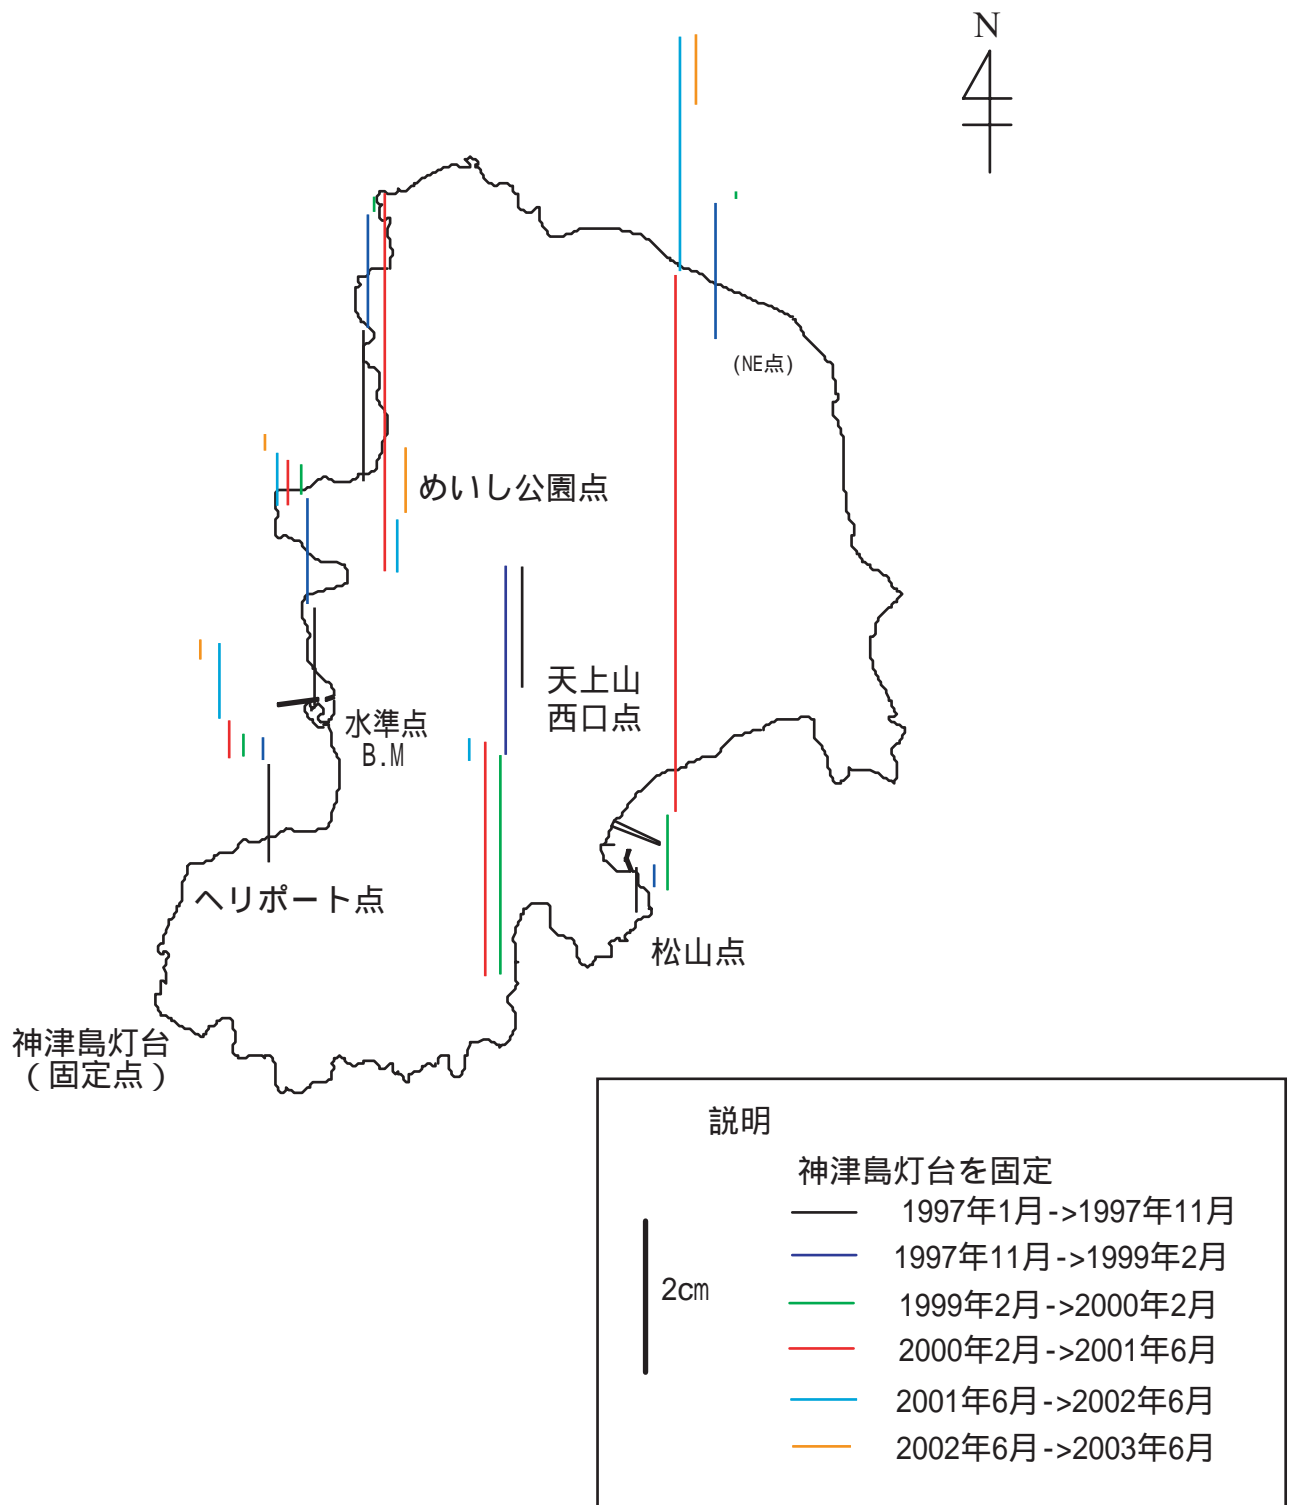 N
(NE点)
めいし公園点
天上山
西口点
水準点
B.M
ヘリポート点
松山点
神津島灯台
(固定点)
説明
神津島灯台を固定
2cm
1997年1月->1997年11月
1997年11月->1999年2月
1999年2月->2000年2月
2000年2月->2001年6月
2001年6月->2002年6月
2002年6月->2003年6月